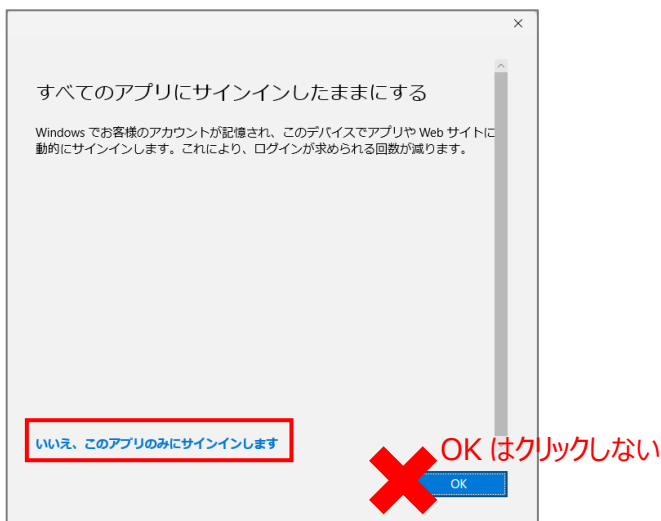 すべてのアプリにサインインしたままにする
Windows でお客様のアカウントが記憶され、このデバイスでアプリや Web サイトに
動的にサインインします。これにより、ログインが求められる回数が減ります。
いいえ、このアプリのみにサインインします
OK はクリックしない
OK